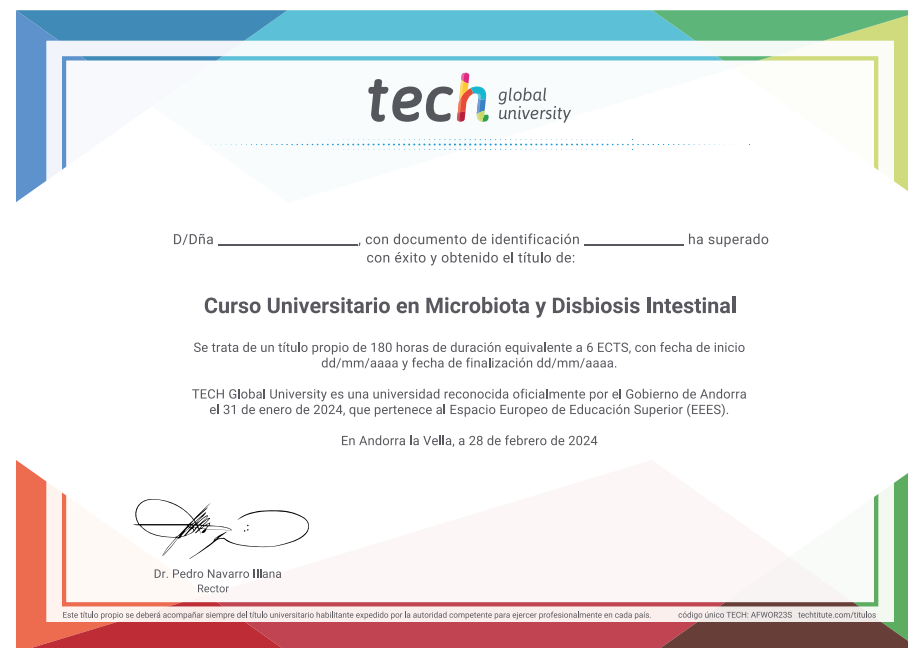 tech global university
D/Dña ______________, con documento de identificación __________ ha superado
con éxito y obtenido el título de:
Curso Universitario en Microbiota y Disbiosis Intestinal
Se trata de un título propio de 180 horas de duración equivalente a 6 ECTS, con fecha de inicio
dd/mm/aaaa y fecha de finalización dd/mm/aaaa.
TECH Global University es una universidad reconocida oficialmente por el Gobierno de Andorra
el 31 de enero de 2024, que pertenece al Espacio Europeo de Educación Superior (EEES).
En Andorra la Vella, a 28 de febrero de 2024
Dr. Pedro Navarro Illana
Rector
Este título propio se deberá acompañar siempre del título universitario habilitante expedido por la autoridad competente para ejercer profesionalmente en cada país. código único TECH: AFWOR23S techtitute.com/titulos